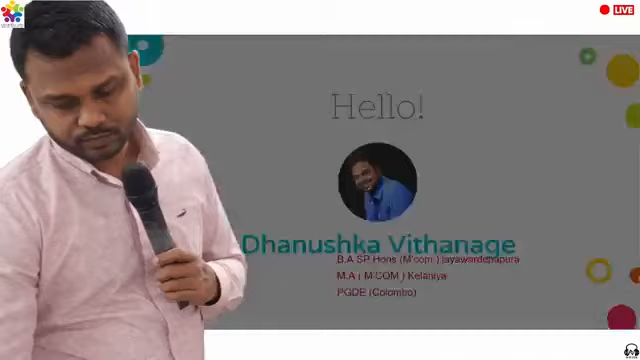 LIVE
Hello!
Dhanushka Vithanage
B.A SP Hons (M'com ) jayawardenapura
M.A ( M'COM ) Kelaniya
PGDE (Colombo)